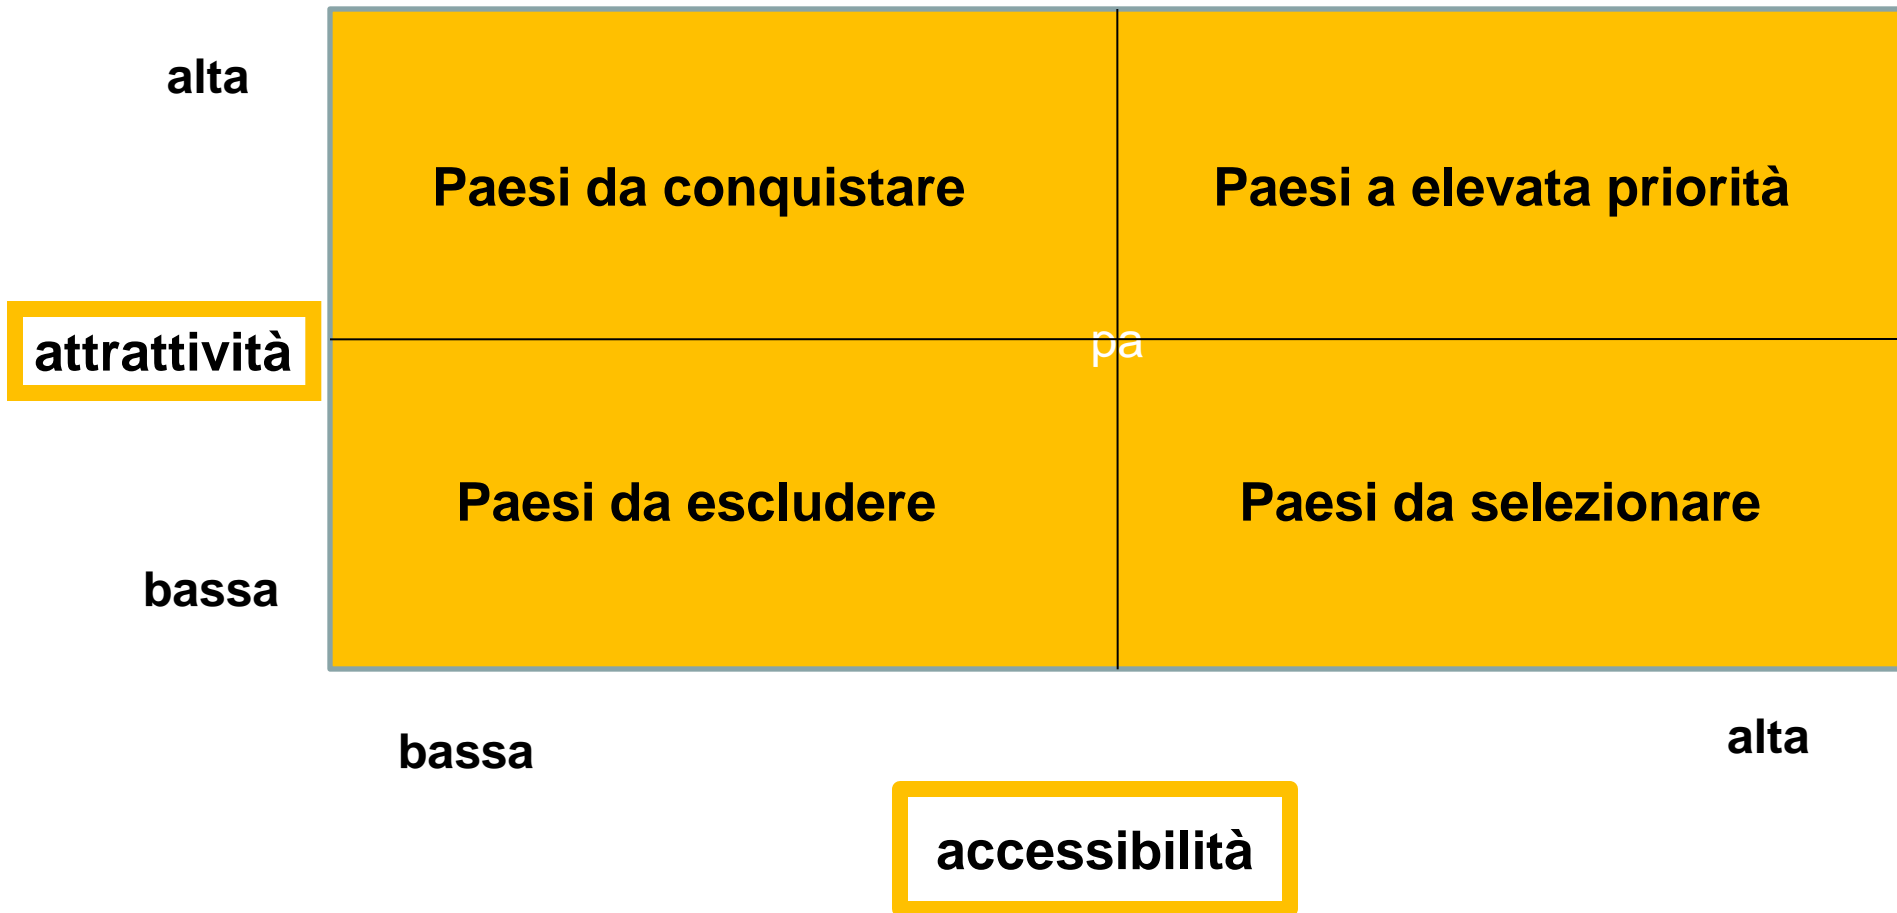 alta
Paesi da conquistare
Paesi a elevata priorità
attrattività
pa
Paesi da escludere
Paesi da selezionare
bassa
bassa
alta
accessibilità